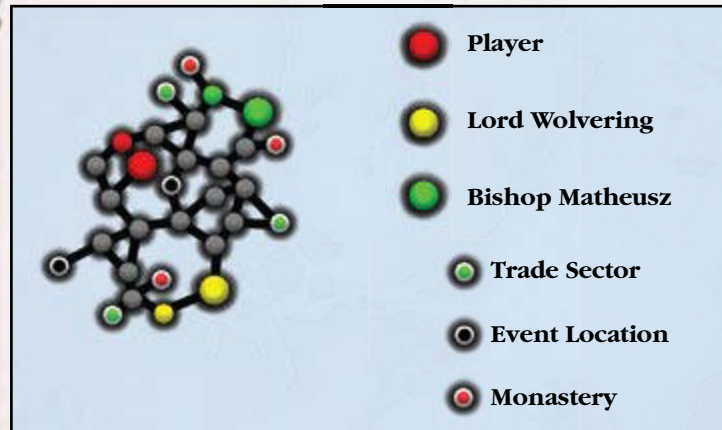 Player
Lord Wolvering
Bishop Matheusz
Trade Sector
Event Location
Monastery